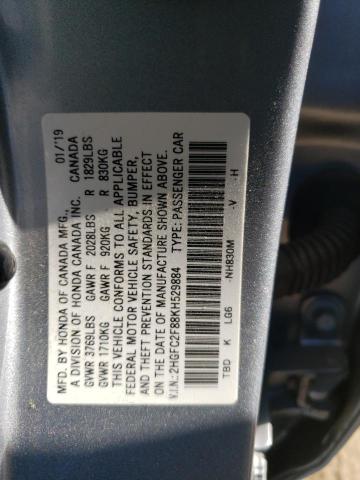 MFD. BY HONDA OF CANADA MFG., 01/'19
A DIVISION OF HONDA CANADA INC. CANADA
GVWR 3769LBS GAWR F 2028LBS R 1829LBS
GVWR 1710KG GAWR F 920KG R 830KG
THIS VEHICLE CONFORMS TO ALL APPLICABLE
FEDERAL MOTOR VEHICLE SAFETY, BUMPER,
AND THEFT PREVENTION STANDARDS IN EFFECT
ON THE DATE OF MANUFACTURE SHOWN ABOVE.
V.I.N.: 2HGFC2F88KH529884 TYPE: PASSENGER CAR
TBD K LG6 -NH830M -V -H